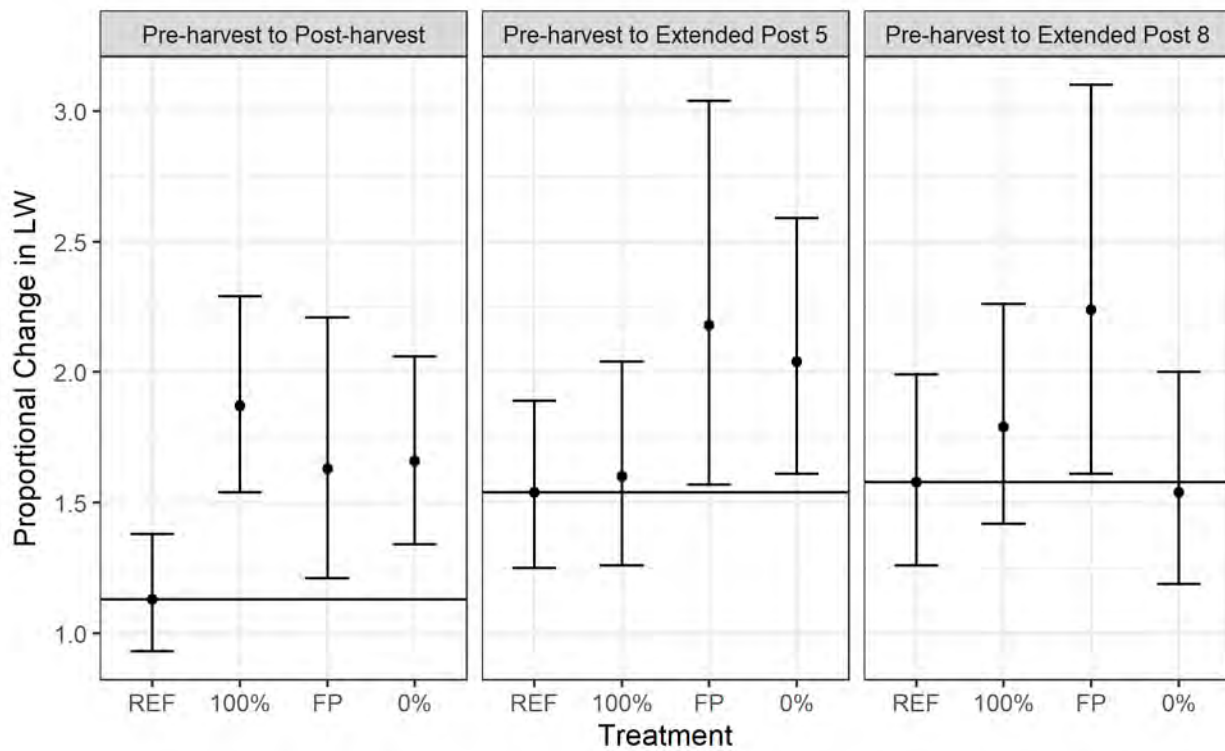 Pre-harvest to Post-harvest
Pre-harvest to Extended Post 5
Pre-harvest to Extended Post 8
Proportional Change in LW
3.0
2.5
2.0
1.5
1.0
REF 100% FP 0%
REF 100% FP 0%
REF 100% FP 0%
Treatment